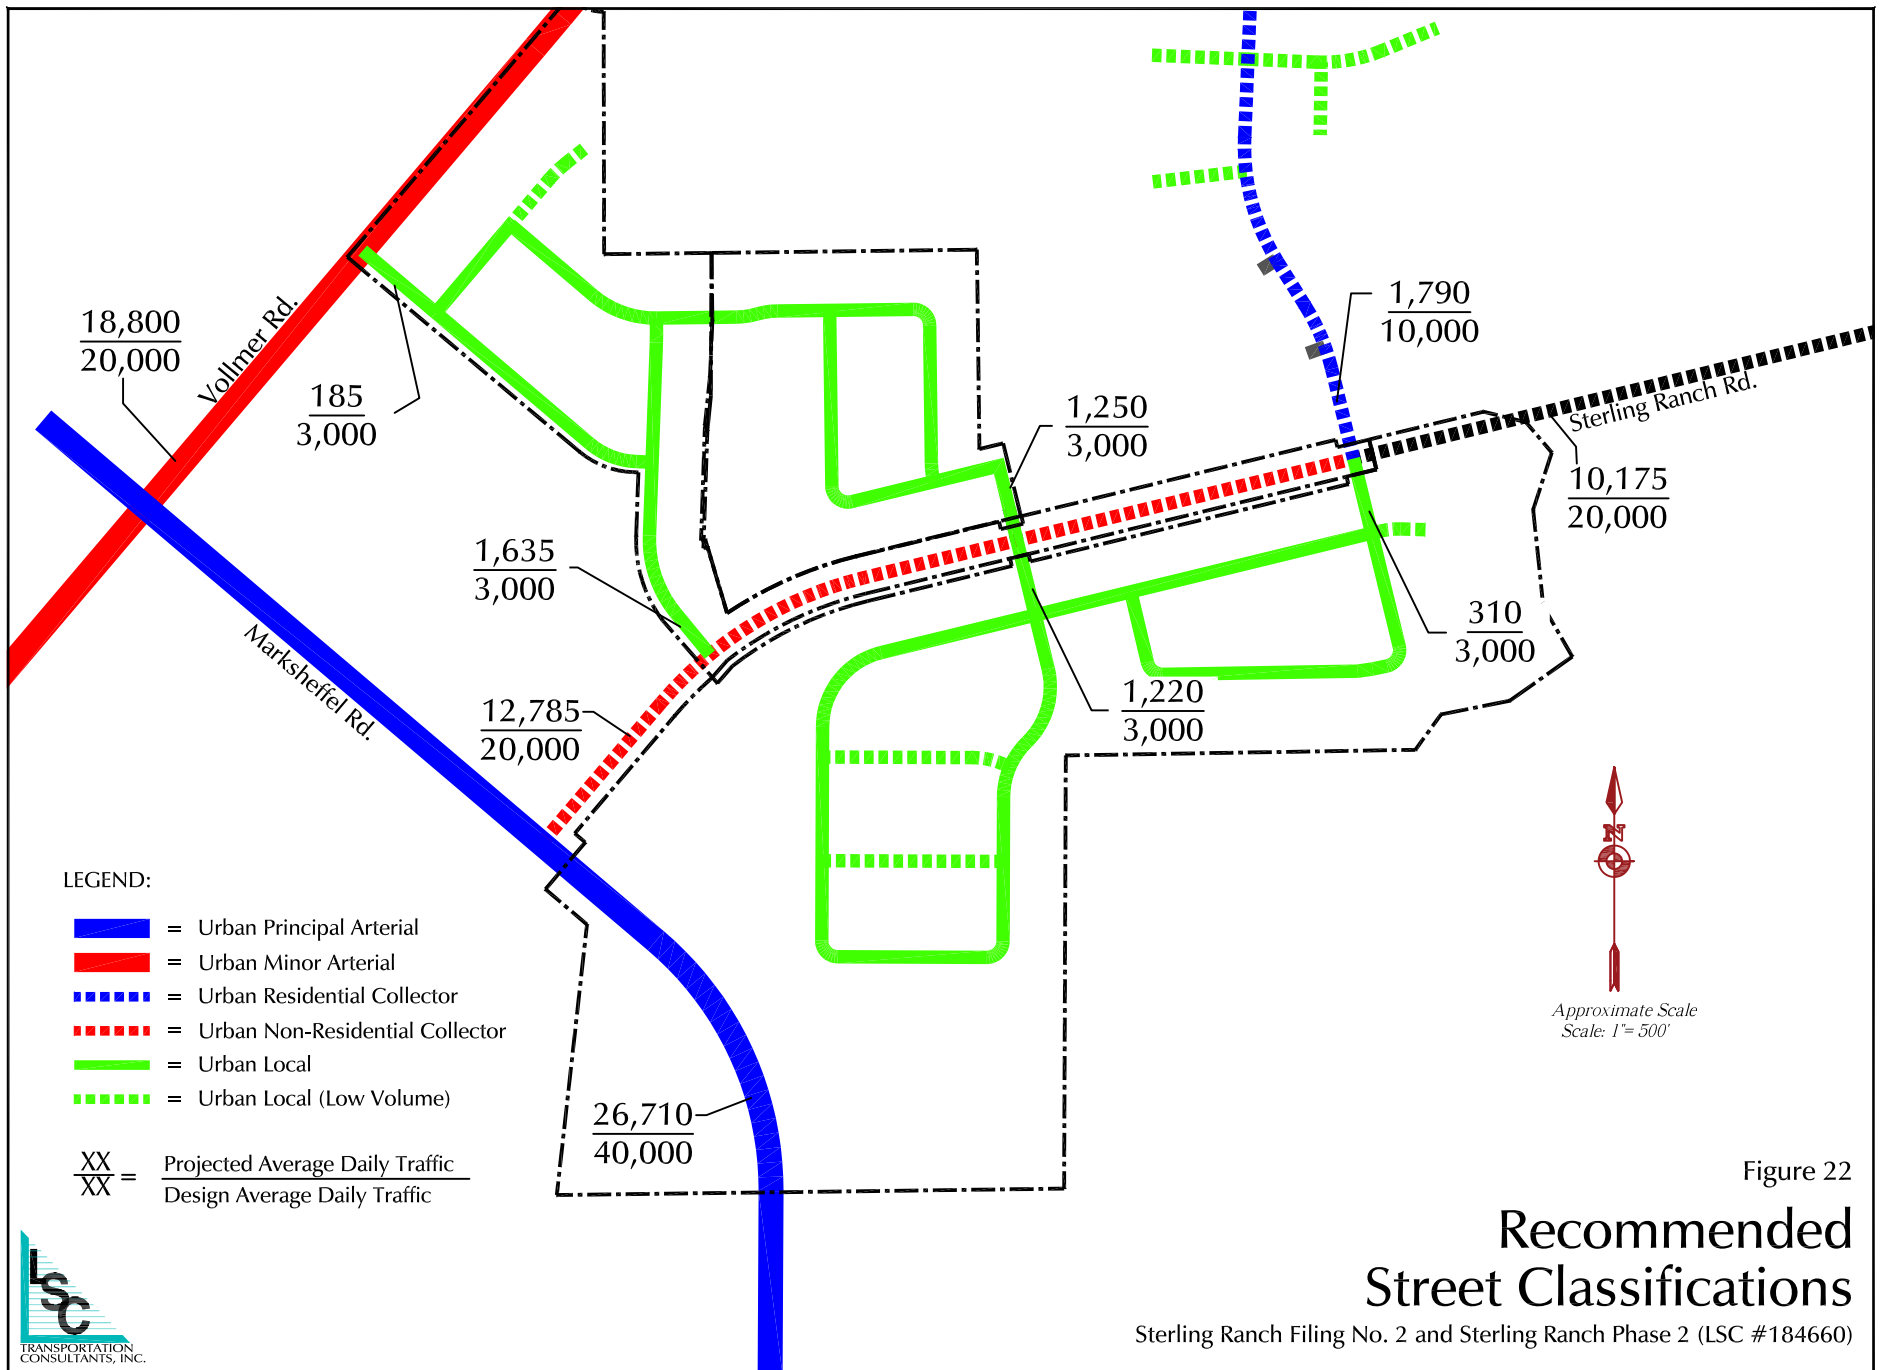 18,800
20,000
Vollmer Rd.
185
3,000
1,790
10,000
1,250
3,000
Sterling Ranch Rd.
10,175
20,000
1,635
3,000
310
3,000
Marksheffel Rd.
12,785
20,000
1,220
3,000
N
Approximate Scale
Scale: 1"= 500'
LEGEND:
= Urban Principal Arterial
= Urban Minor Arterial
= Urban Residential Collector
= Urban Non-Residential Collector
= Urban Local
= Urban Local (Low Volume)
26,710
40,000
XX
XX
=
Projected Average Daily Traffic
Design Average Daily Traffic
Figure 22
Recommended
Street Classifications
Sterling Ranch Filing No. 2 and Sterling Ranch Phase 2 (LSC #184660)
LSC
TRANSPORTATION
CONSULTANTS, INC.